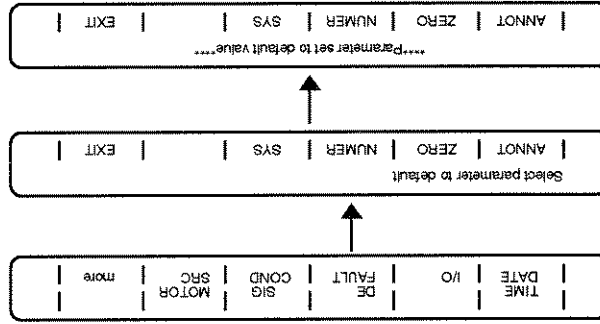 TIME DE SIG MOTOR
DATE I/O FAULT COND SRC more
Select parameter to default
ANNOT ZERO NUMER SYS EXIT
****Parameter set to default value****
ANNOT ZERO NUMER SYS EXIT